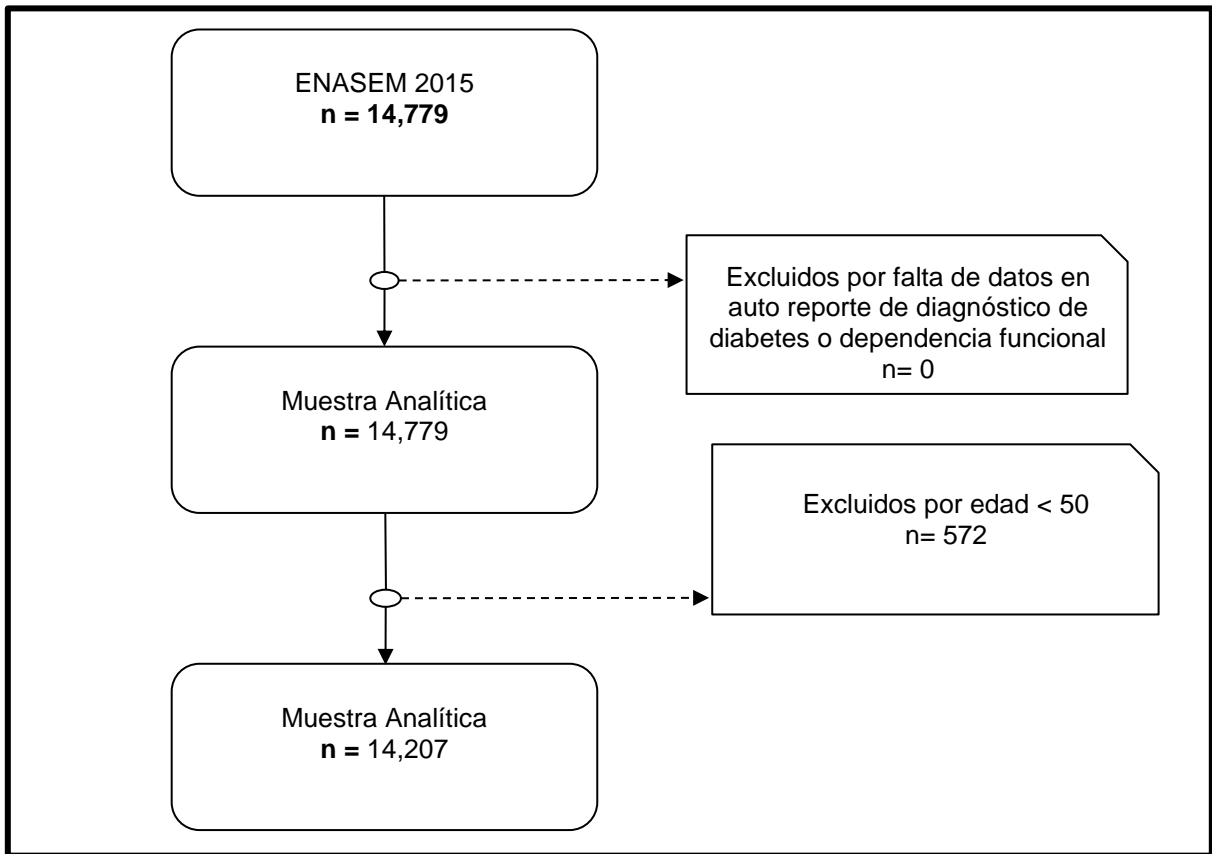 ENASEM 2015
n = 14,779
Excluidos por falta de datos en
auto reporte de diagnóstico de
diabetes o dependencia funcional
n= 0
Muestra Analítica
n = 14,779
Excluidos por edad < 50
n= 572
Muestra Analítica
n = 14,207